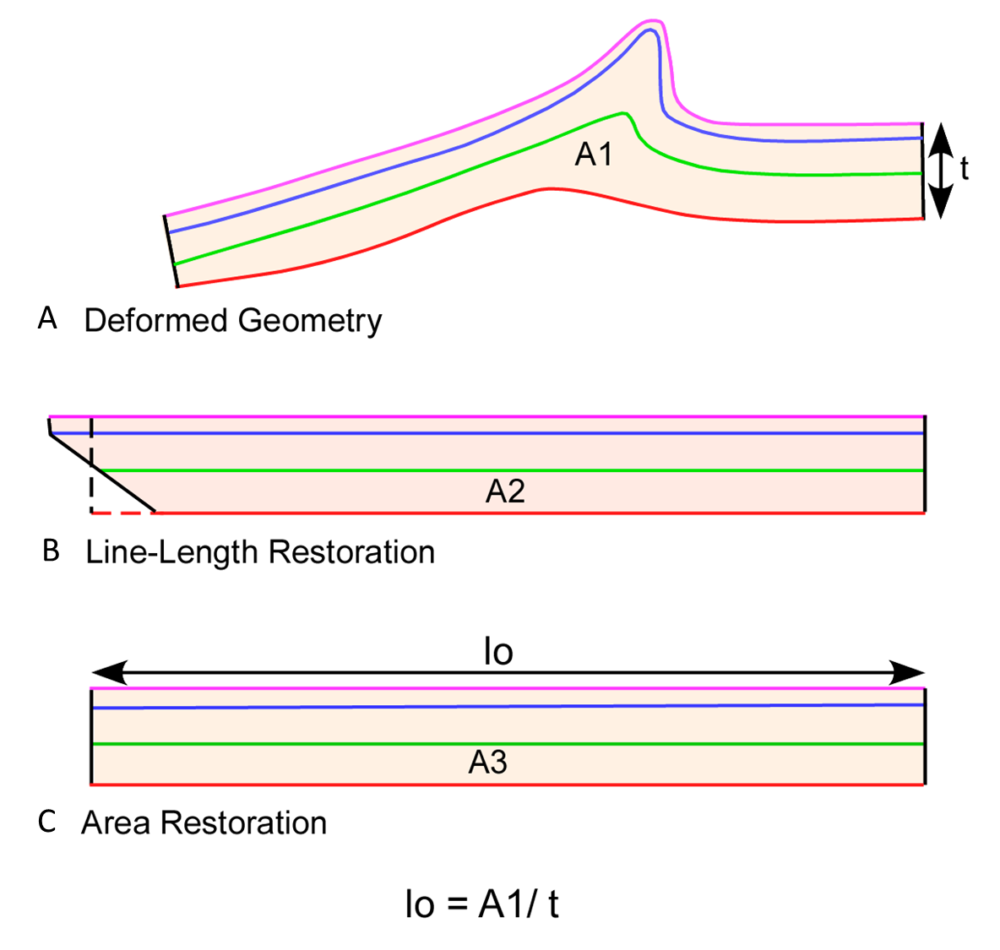 A1
t
A Deformed Geometry
A2
B Line-Length Restoration
lo
A3
C Area Restoration
lo = A1/ t